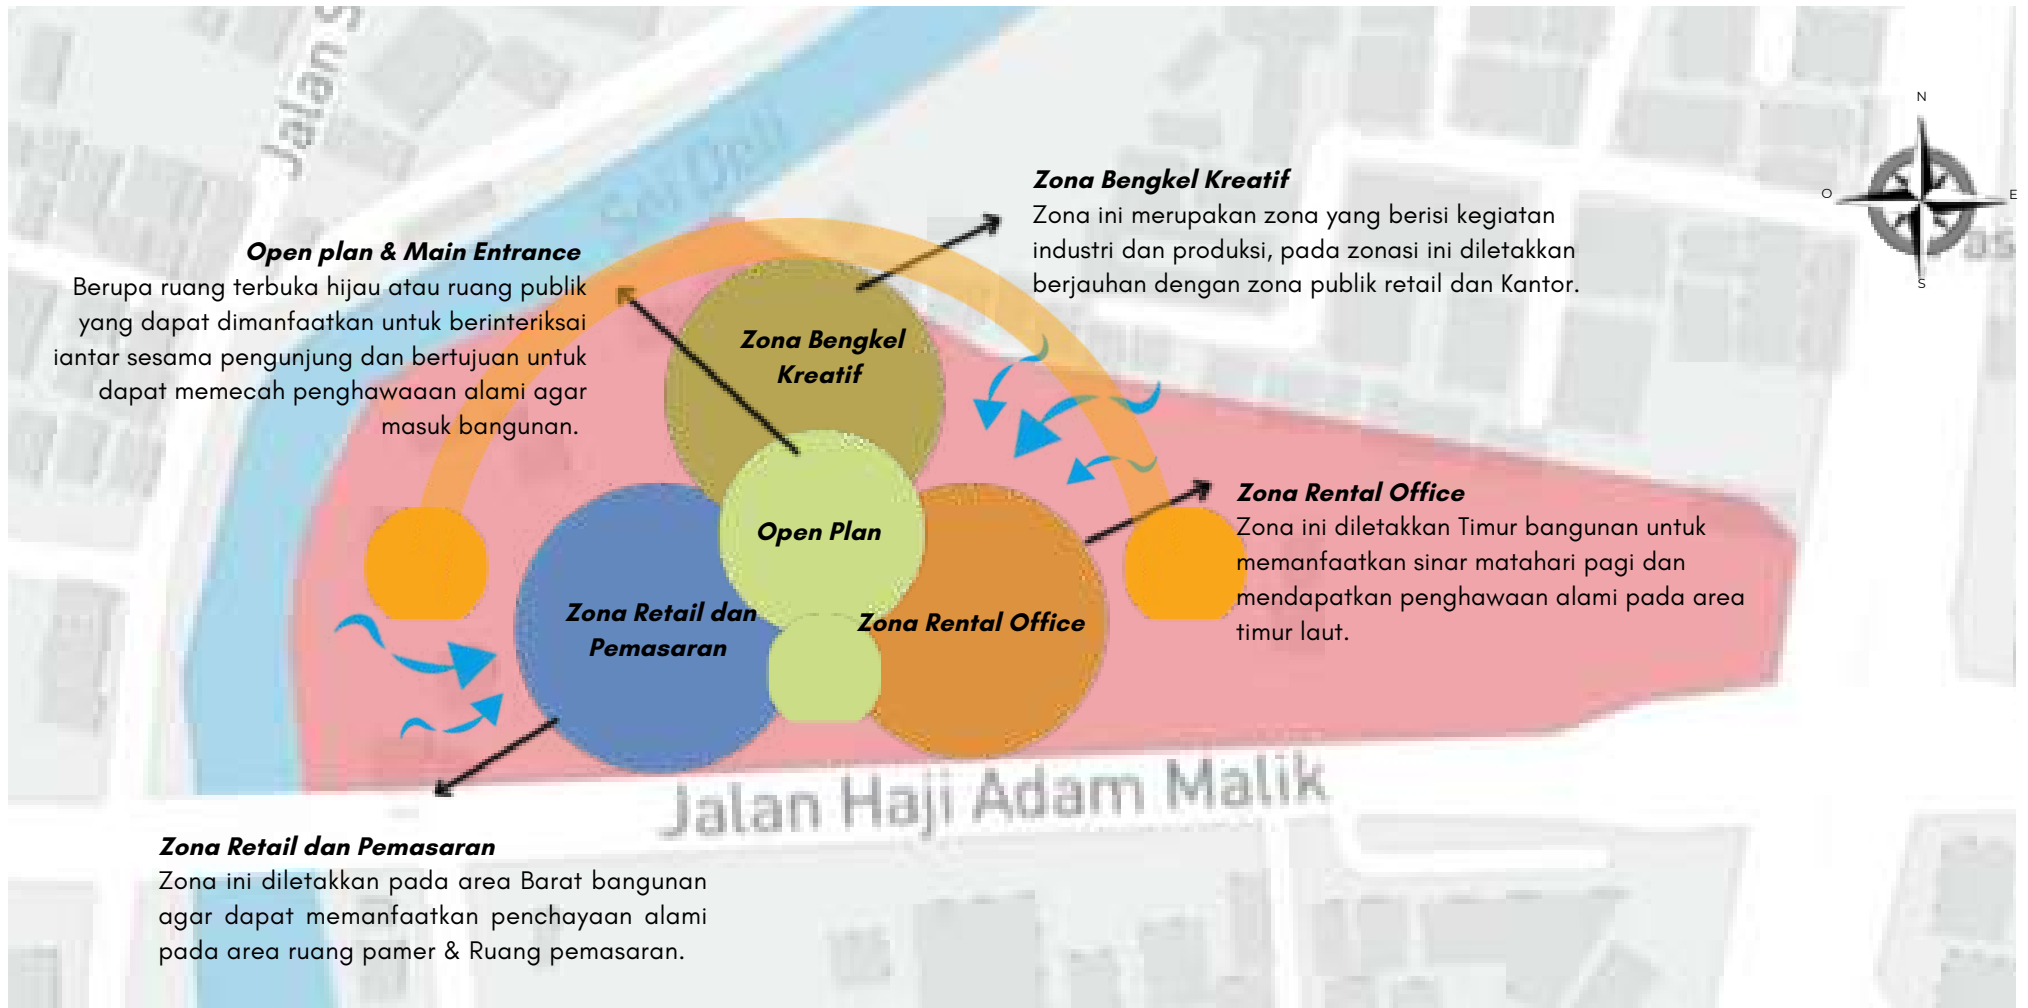 Jalan S
Sei Deli
N
O
E
S
as
Open plan & Main Entrance
Berupa ruang terbuka hijau atau ruang publik
yang dapat dimanfaatkan untuk berinteriksai
iantar sesama pengunjung dan bertujuan untuk
dapat memecah penghawaaan alami agar
masuk bangunan.
Zona Bengkel Kreatif
Zona ini merupakan zona yang berisi kegiatan
industri dan produksi, pada zonasi ini diletakkan
berjauhan dengan zona publik retail dan Kantor.
Zona Bengkel
Kreatif
Open Plan
Zona Retail dan
Pemasaran
Zona Rental Office
Zona Rental Office
Zona ini diletakkan Timur bangunan untuk
memanfaatkan sinar matahari pagi dan
mendapatkan penghawaan alami pada area
timur laut.
Jalan Haji Adam Malik
Zona Retail dan Pemasaran
Zona ini diletakkan pada area Barat bangunan
agar dapat memanfaatkan penchayaan alami
pada area ruang pamer & Ruang pemasaran.